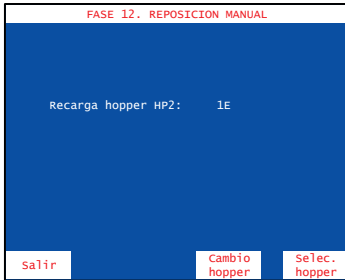 FASE 12. REPOSICION MANUAL
Recarga hopper HP2: 1E
Salir
Cambio hopper
Selec. hopper